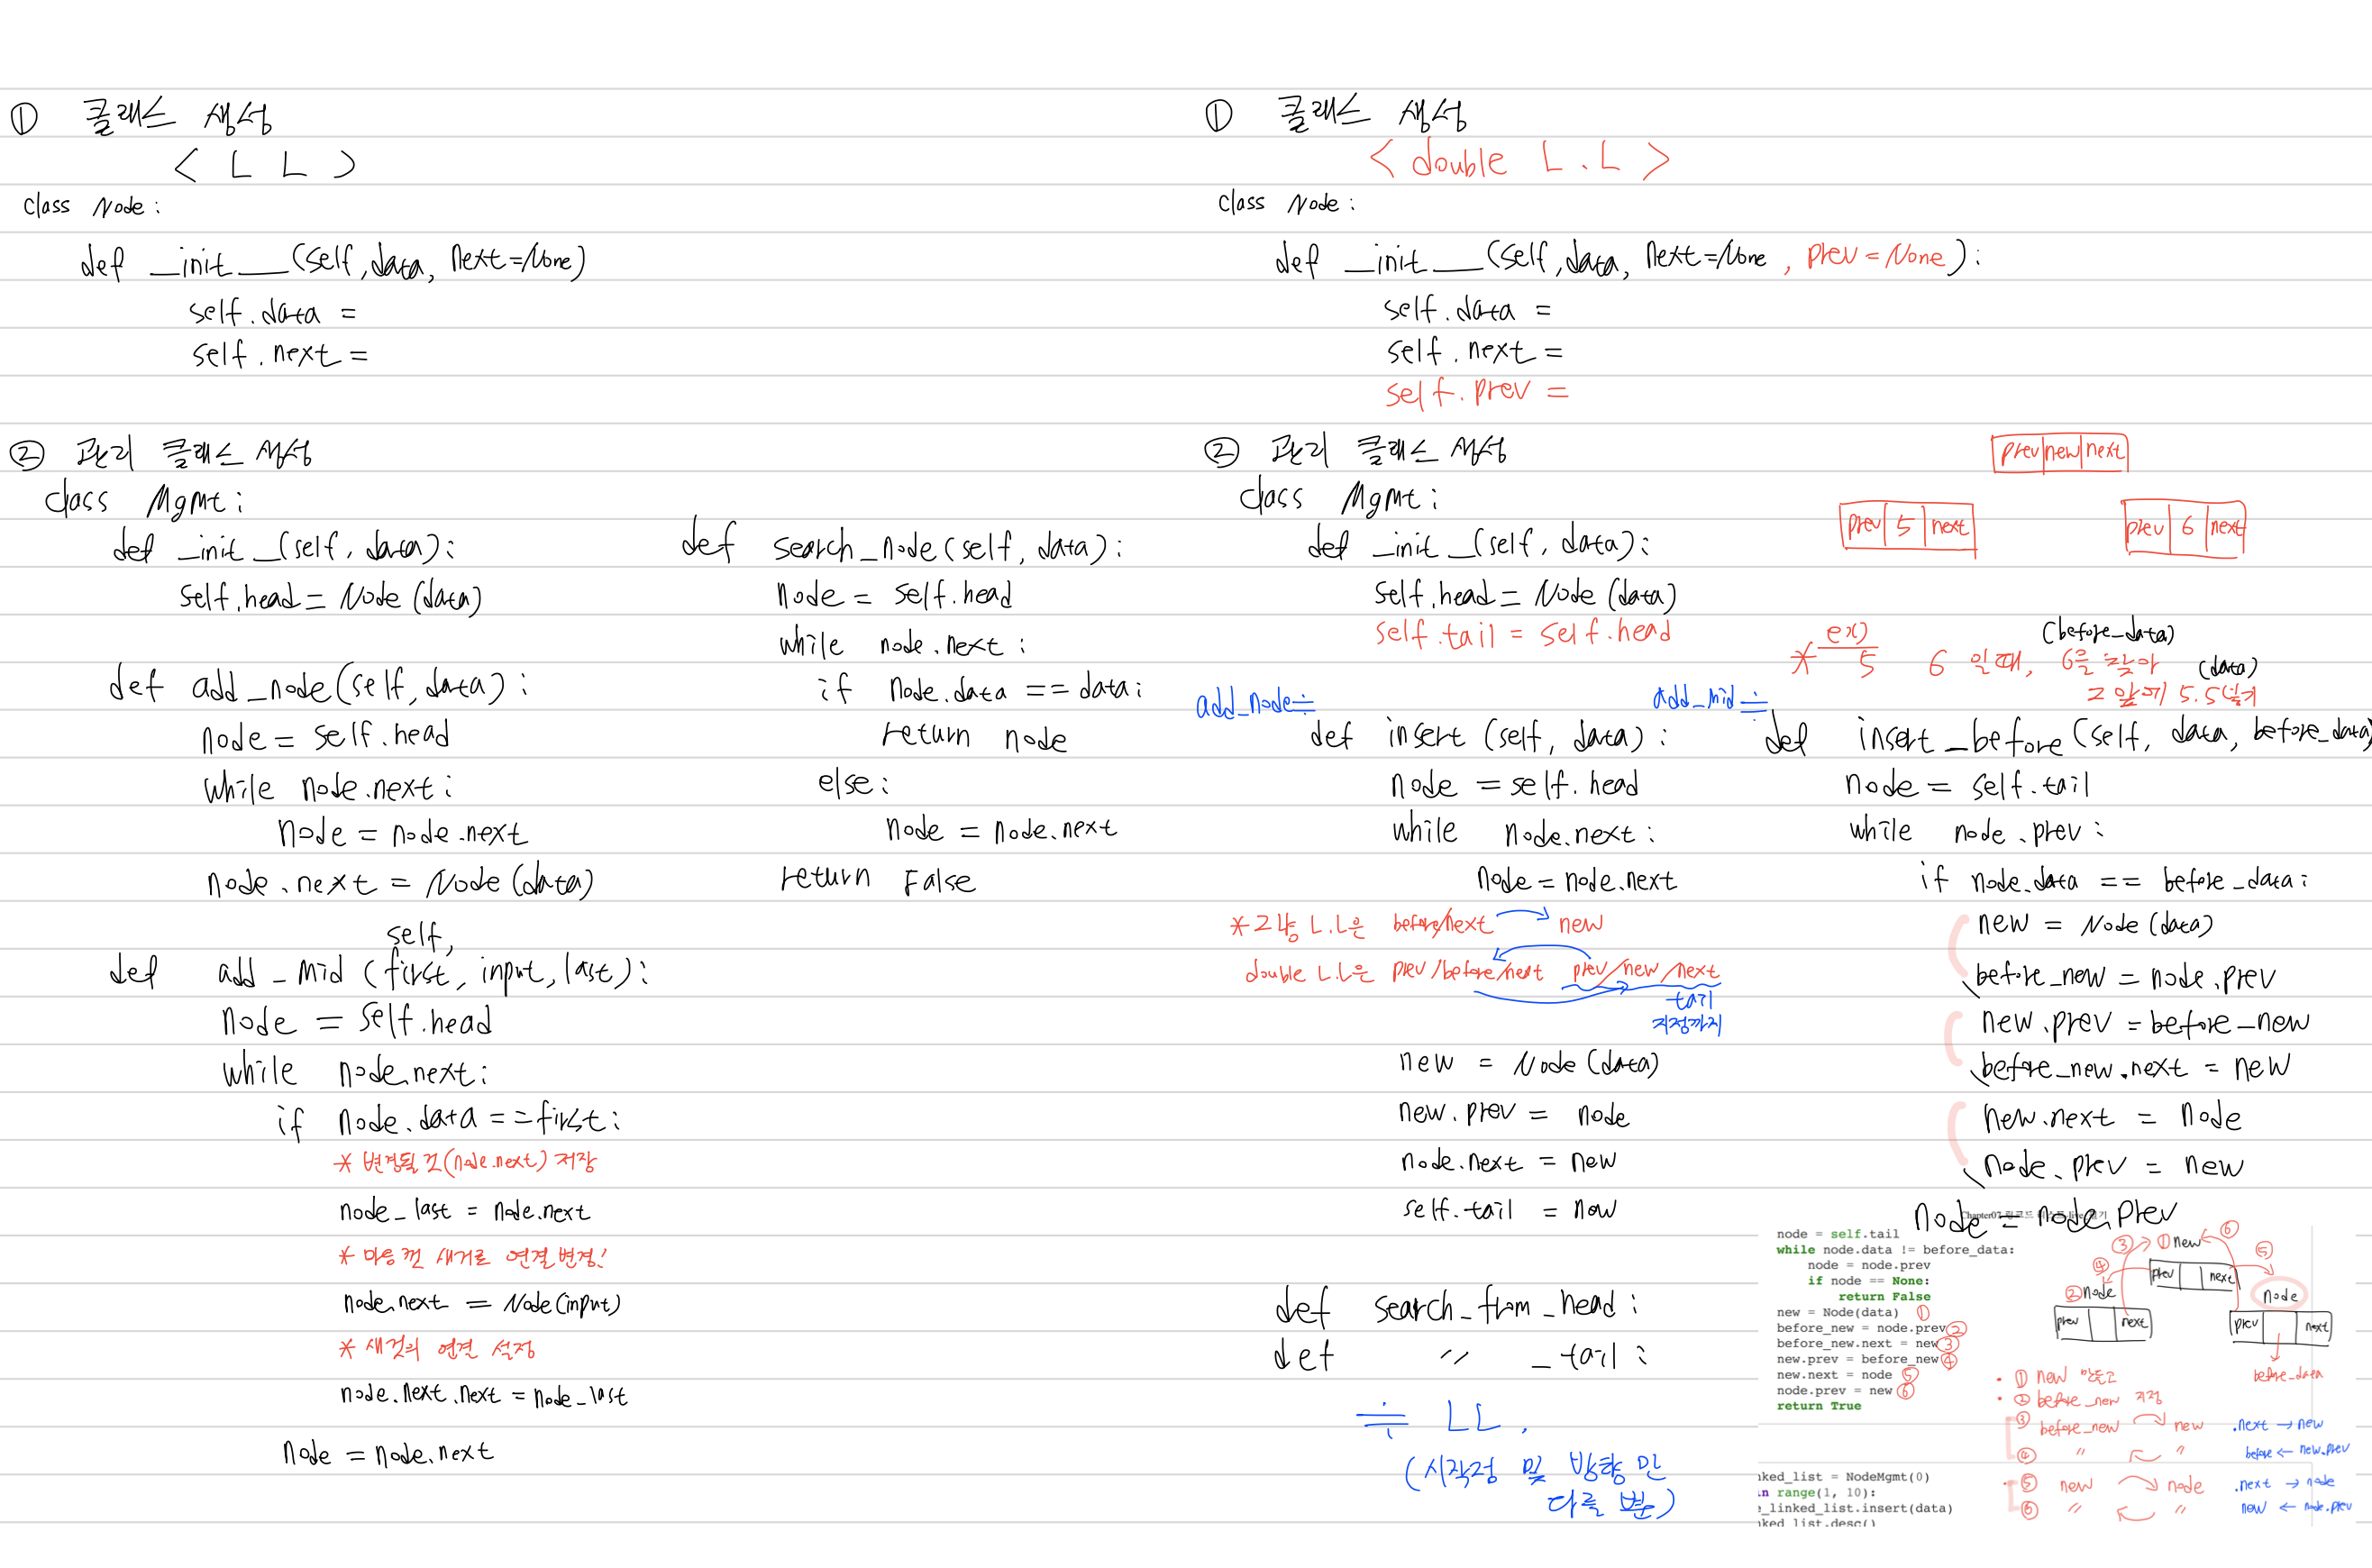 ① 클래스 생성
< L L >
class Node :
def __init__(self, data, next=None)
self.data =
self.next =
② 관리 클래스 생성
class Mgmt :
def _init_(self, data):
self.head = Node (data)
def add_node(self, data) :
node = self.head
while node.next :
node = node.next
node.next = Node (data)
self,
def add_mid (first, input, last) :
node = self.head
while node.next :
if node.data == first :
* 변경될 것(node.next) 저장
node_last = node.next
* 마음껏 새거로 연결변경!
node.next = Node(input)
* 새것의 연결 설정
node.next.next = node_last
node = node.next
def search_node(self, data) :
node = self.head
while node.next :
if node.data == data :
return node
else :
node = node.next
return False
① 클래스 생성
< double L.L >
class Node :
def __init__(self, data, next=None, prev=None) :
self.data =
self.next =
self.prev =
② 관리 클래스 생성
class Mgmt :
def _init_(self, data):
self.head = Node (data)
self.tail = self.head
add_node ≒
def insert (self, data) :
node = self.head
while node.next :
node = node.next
* 그냥 L.L은 before/next new
double L.L은 prev/before/next prev/new/next
tail
지정까지
new = Node (data)
new.prev = node
node.next = new
self.tail = new
def search_from_head :
def 〃 _tail :
≒ LL.
(시작점 및 방향만
다를 뿐)
prev new next
prev 5 next
prev 6 next
ex)
* 5 6 일때, 6을 찾아
(before_data)
(data)
그 앞에 5.5넣기
add_mid ≒
def insert_before (self, data, before_data)
node = self.tail
while node.prev :
if node.data == before_data :
new = Node (data)
before_new = node.prev
new.prev = before_new
before_new.next = new
new.next = node
node.prev = new
node = node.prev
node = self.tail
while node.data != before_data:
node = node.prev
if node == None:
return False
new = Node(data) ①
before_new = node.prev ②
before_new.next = new ③
new.prev = before_new ④
new.next = node ⑤
node.prev = new ⑥
return True
nked_list = NodeMgmt(0)
in range(1, 10):
e_linked_list.insert(data)
nked_list.desc()
③ ① new ⑥
④ ⑤
prev next
② node
node
prev next
prev next
before_data
• ① new 만들고
• ② before_new 지정
③ before_new new .next → new
④ 〃 〃 before ← new.prev
• ⑤ new node .next → node
⑥ 〃 〃 new ← node.prev